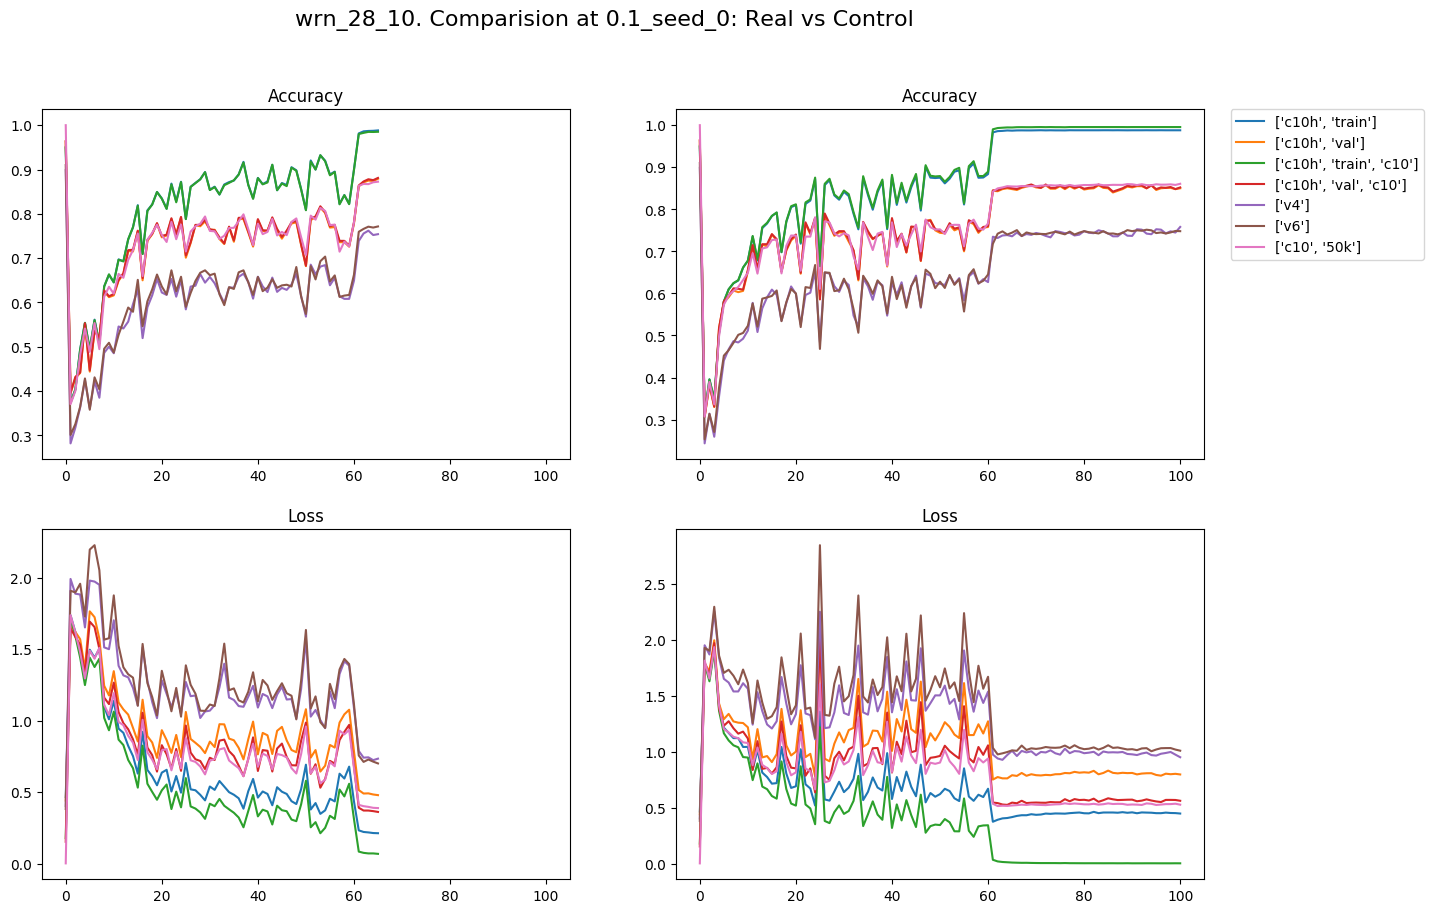 wrn_28_10. Comparision at 0.1_seed_0: Real vs Control
Accuracy
1.0
0.9
0.8
0.7
0.6
0.5
0.4
0.3
0 20 40 60 80 100
Accuracy
1.0
0.9
0.8
0.7
0.6
0.5
0.4
0.3
0 20 40 60 80 100
['c10h', 'train']
['c10h', 'val']
['c10h', 'train', 'c10']
['c10h', 'val', 'c10']
['v4']
['v6']
['c10', '50k']
Loss
2.0
1.5
1.0
0.5
0.0
0 20 40 60 80 100
Loss
2.5
2.0
1.5
1.0
0.5
0.0
0 20 40 60 80 100